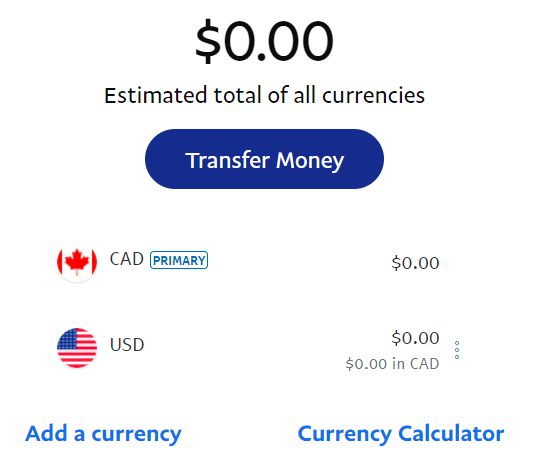 $0.00
Estimated total of all currencies
Transfer Money
CAD PRIMARY $0.00
USD $0.00
$0.00 in CAD
Add a currency Currency Calculator